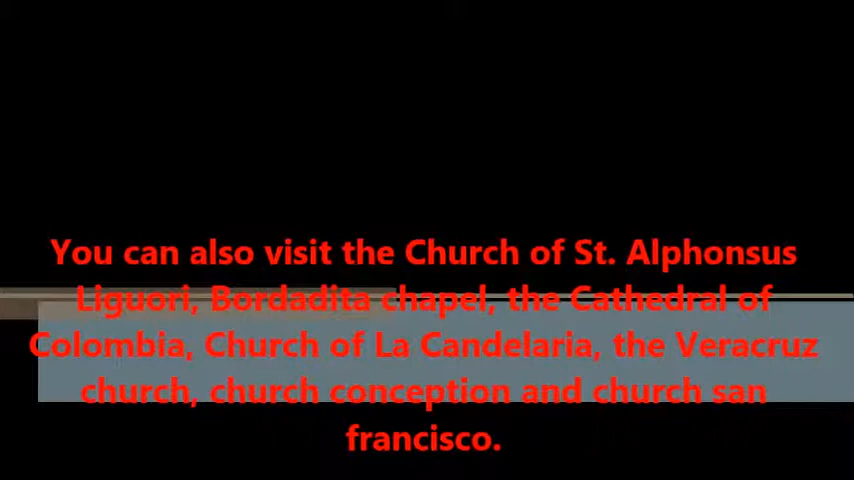 You can also visit the Church of St. Alphonsus
Liguori, Bordadita chapel, the Cathedral of
Colombia, Church of La Candelaria, the Veracruz
church, church conception and church san
francisco.